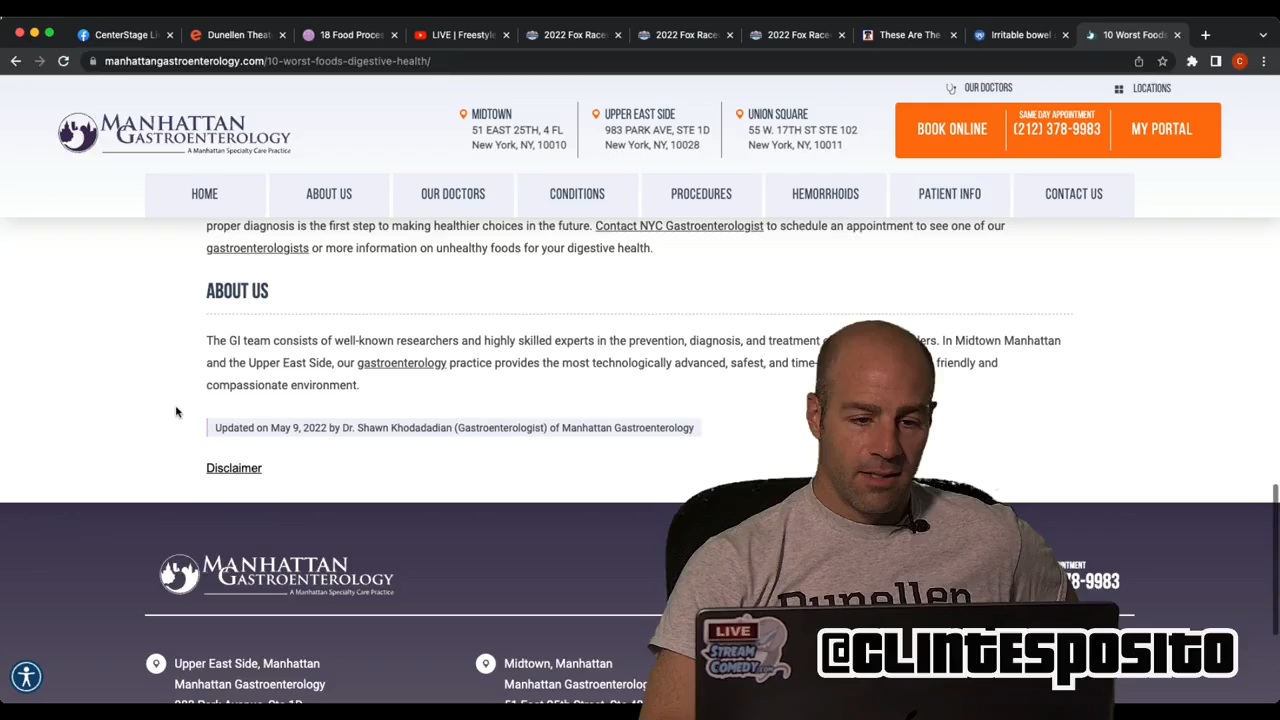 CenterStage Li
Dunellen Theat
18 Food Proces
LIVE | Freestyle
2022 Fox Race
2022 Fox Race
2022 Fox Race
These Are The
Irritable bowel
10 Worst Foods
manhattangastroenterology.com/10-worst-foods-digestive-health/
C
OUR DOCTORS
LOCATIONS
MANHATTAN
GASTROENTEROLOGY
A Manhattan Specialty Care Practice
MIDTOWN
51 EAST 25TH, 4 FL
New York, NY, 10010
UPPER EAST SIDE
983 PARK AVE, STE 1D
New York, NY, 10028
UNION SQUARE
55 W. 17TH ST STE 102
New York, NY, 10011
BOOK ONLINE
SAME DAY APPOINTMENT
(212) 378-9983
MY PORTAL
HOME
ABOUT US
OUR DOCTORS
CONDITIONS
PROCEDURES
HEMORRHOIDS
PATIENT INFO
CONTACT US
proper diagnosis is the first step to making healthier choices in the future. Contact NYC Gastroenterologist to schedule an appointment to see one of our
gastroenterologists or more information on unhealthy foods for your digestive health.
ABOUT US
The GI team consists of well-known researchers and highly skilled experts in the prevention, diagnosis, and treatment In Midtown Manhattan
and the Upper East Side, our gastroenterology practice provides the most technologically advanced, safest, and time- friendly and
compassionate environment.
Updated on May 9, 2022 by Dr. Shawn Khodadadian (Gastroenterologist) of Manhattan Gastroenterology
Disclaimer
MANHATTAN
GASTROENTEROLOGY
A Manhattan Specialty Care Practice
78-9983
Dunellen
LIVE
STREAM
COMEDY.com
@CLINTESPOSITO
Upper East Side, Manhattan
Manhattan Gastroenterology
Midtown, Manhattan
Manhattan Gastroenterolog